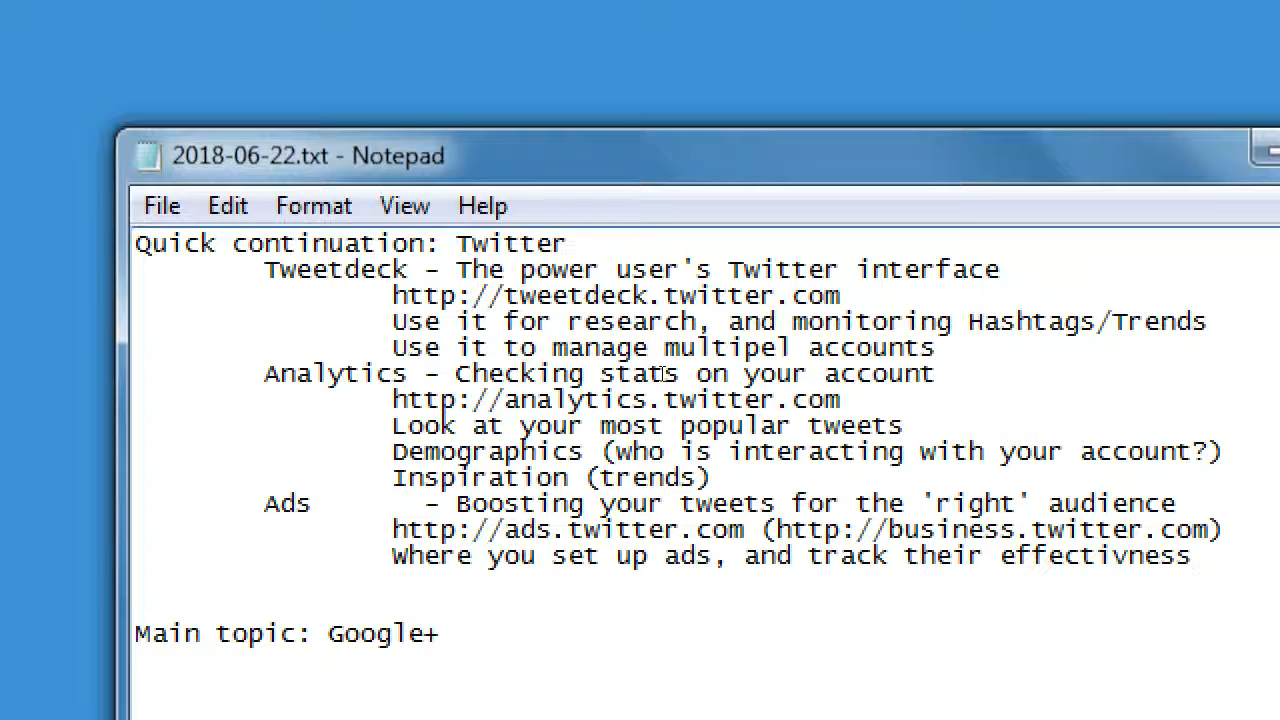 2018-06-22.txt - Notepad
File Edit Format View Help
Quick continuation: Twitter
Tweetdeck - The power user's Twitter interface
http://tweetdeck.twitter.com
Use it for research, and monitoring Hashtags/Trends
Use it to manage multipel accounts
Analytics - Checking stats on your account
http://analytics.twitter.com
Look at your most popular tweets
Demographics (who is interacting with your account?)
Inspiration (trends)
Ads - Boosting your tweets for the 'right' audience
http://ads.twitter.com (http://business.twitter.com)
Where you set up ads, and track their effectivness
Main topic: Google+